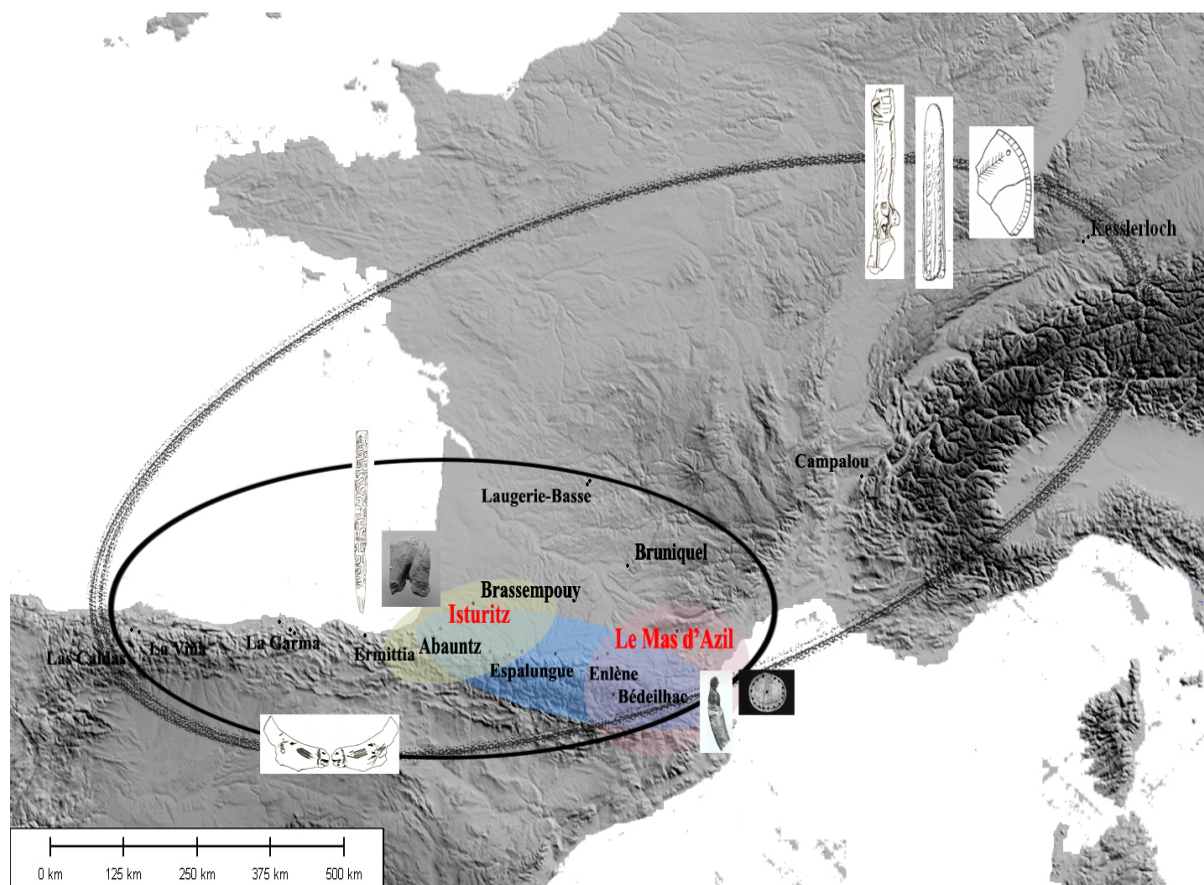 Kesslerloch
Campalou
Laugerie-Basse
Bruniquel
Brassempouy
Isturitz
Le Mas d'Azil
La Garma
Ermittia
Abauntz
Las Caldas
La Viña
Espalungue
Enlène
Bédeilhac
0 km 125 km 250 km 375 km 500 km